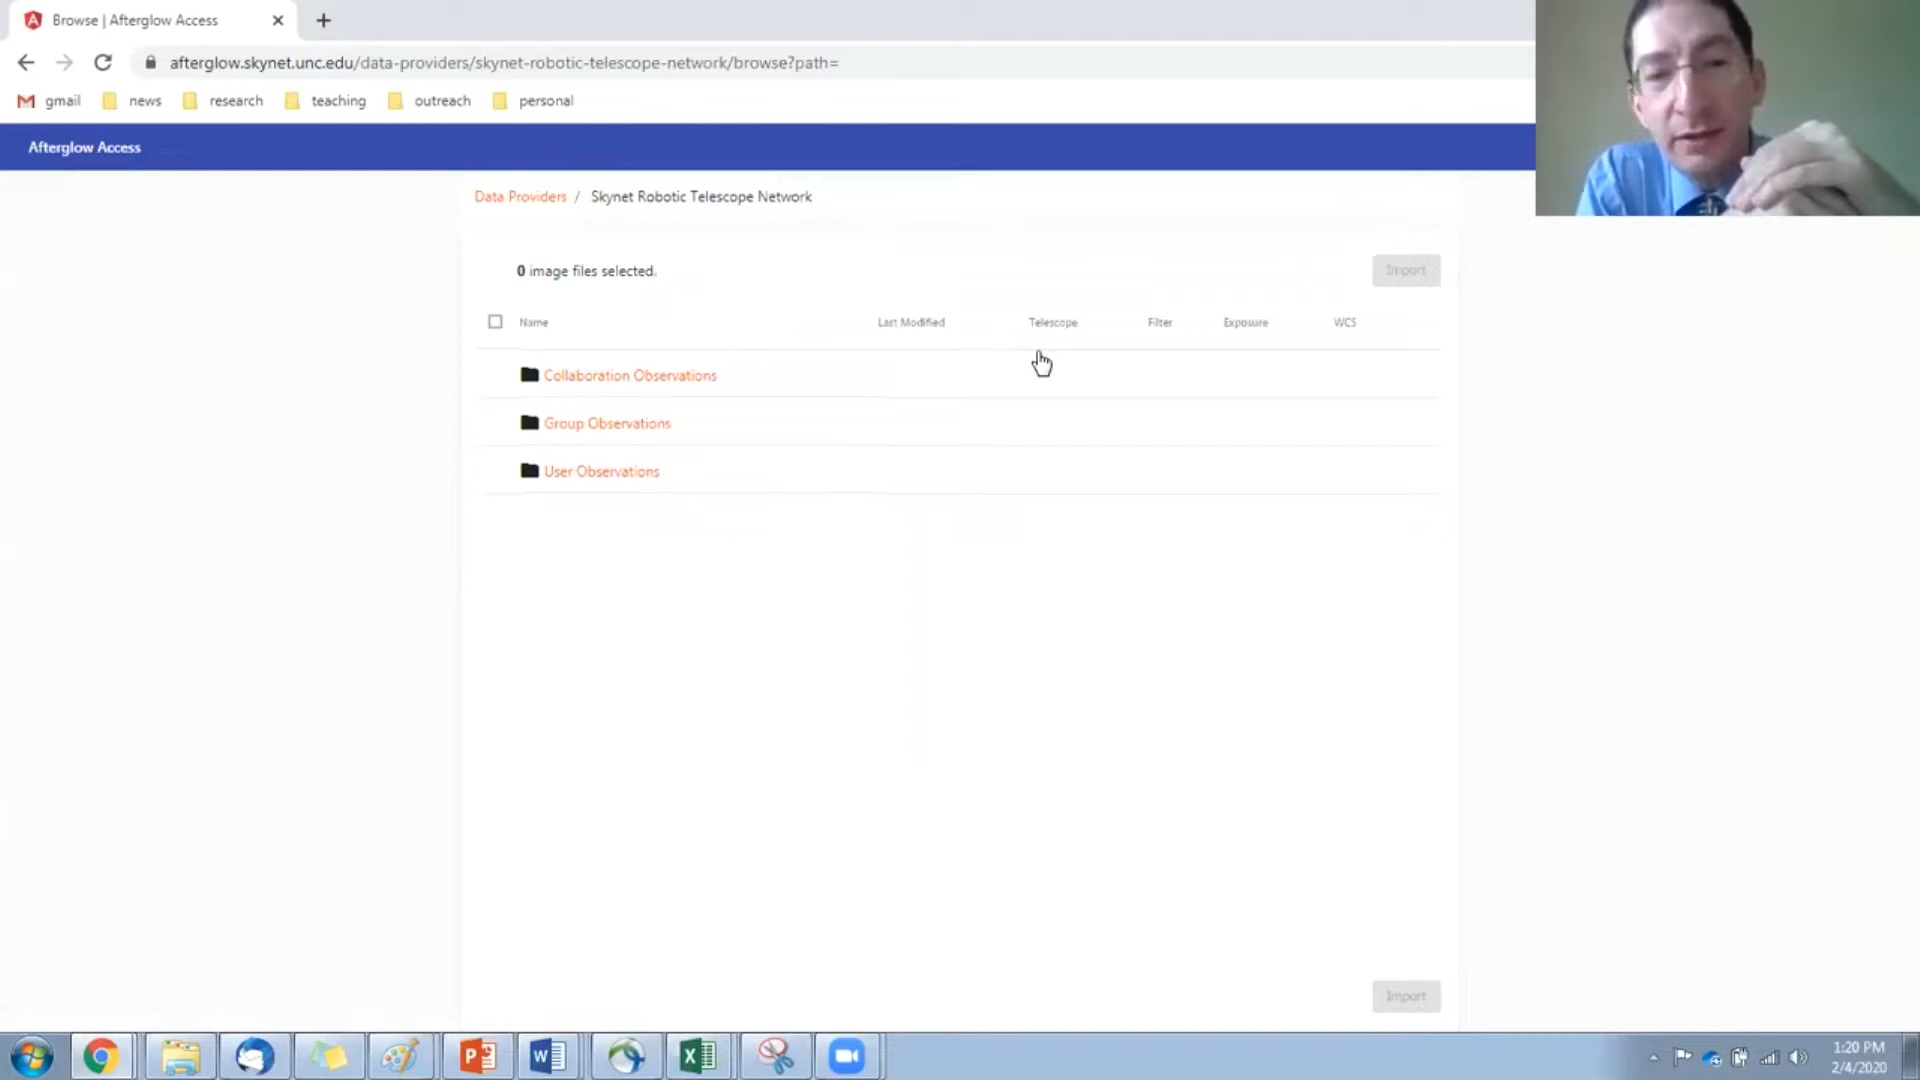 Browse | Afterglow Access
afterglow.skynet.unc.edu/data-providers/skynet-robotic-telescope-network/browse?path=
gmail news research teaching outreach personal
Afterglow Access
Data Providers / Skynet Robotic Telescope Network
0 image files selected. Import
Name Last Modified Telescope Filter Exposure WCS
Collaboration Observations
Group Observations
User Observations
Import
1:20 PM
2/4/2020